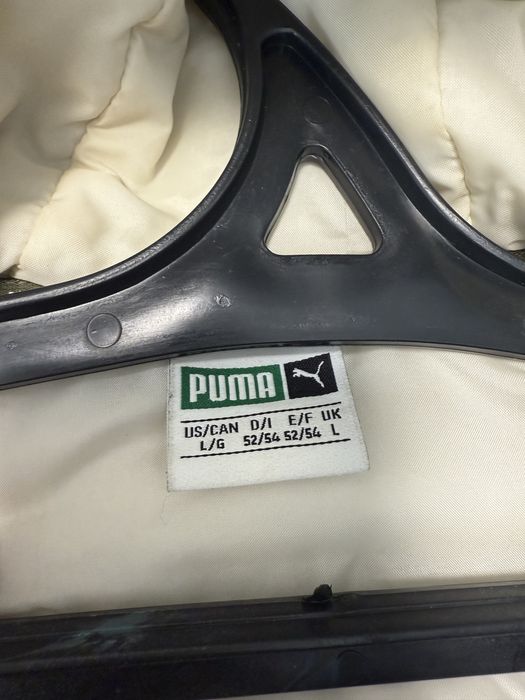 PUMA
US/CAN D/I E/F UK
L/G 52/54 52/54 L